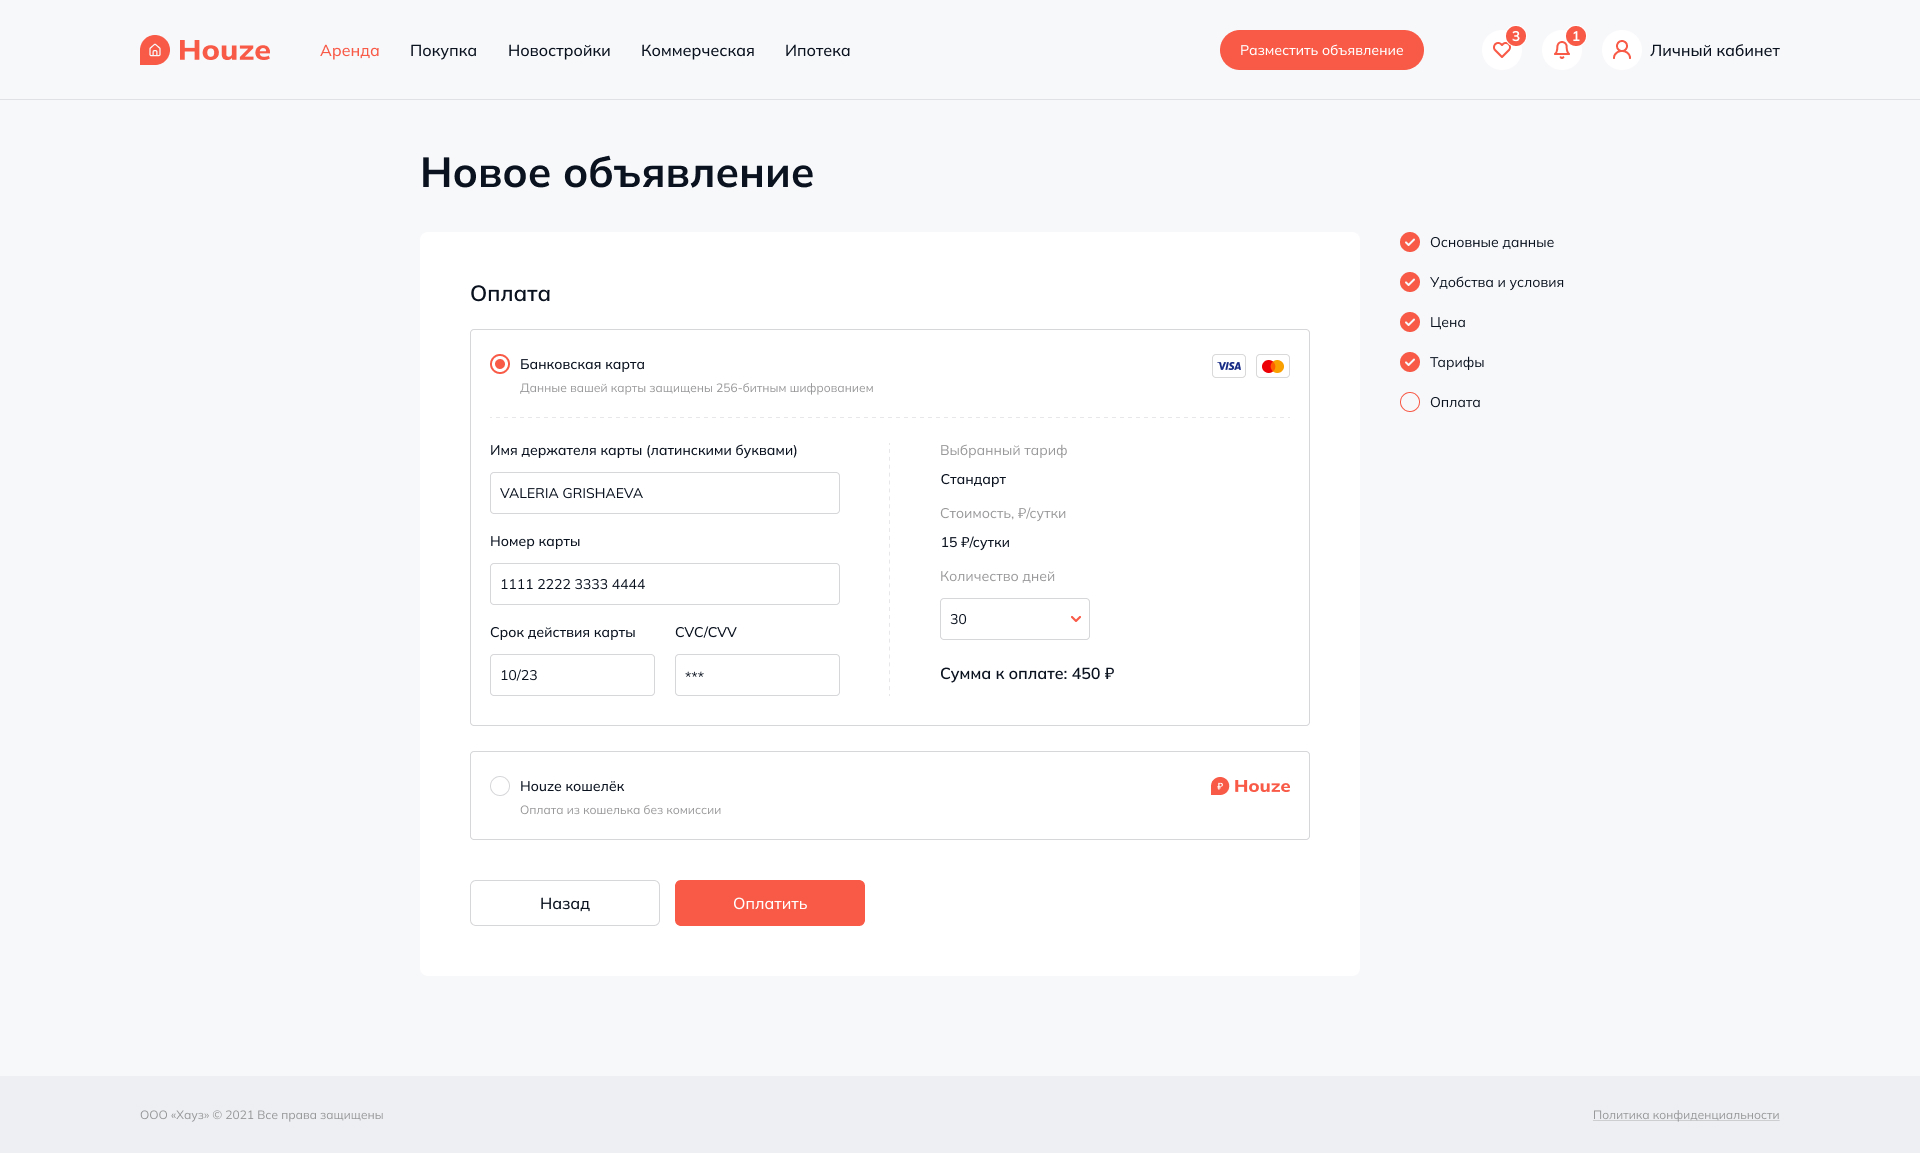 Houze
Аренда
Покупка
Новостройки
Коммерческая
Ипотека
Разместить объявление
3
1
Личный кабинет
Новое объявление
Оплата
Банковская карта
VISA
Данные вашей карты защищены 256-битным шифрованием
Имя держателя карты (латинскими буквами)
VALERIA GRISHAEVA
Номер карты
1111 2222 3333 4444
Срок действия карты
CVC/CVV
10/23
***
Выбранный тариф
Стандарт
Стоимость, ₽/сутки
15 ₽/сутки
Количество дней
30
Сумма к оплате: 450 ₽
Houze кошелёк
Оплата из кошелька без комиссии
₽ Houze
Назад
Оплатить
Основные данные
Удобства и условия
Цена
Тарифы
Оплата
ООО «Хауз» © 2021 Все права защищены
Политика конфиденциальности